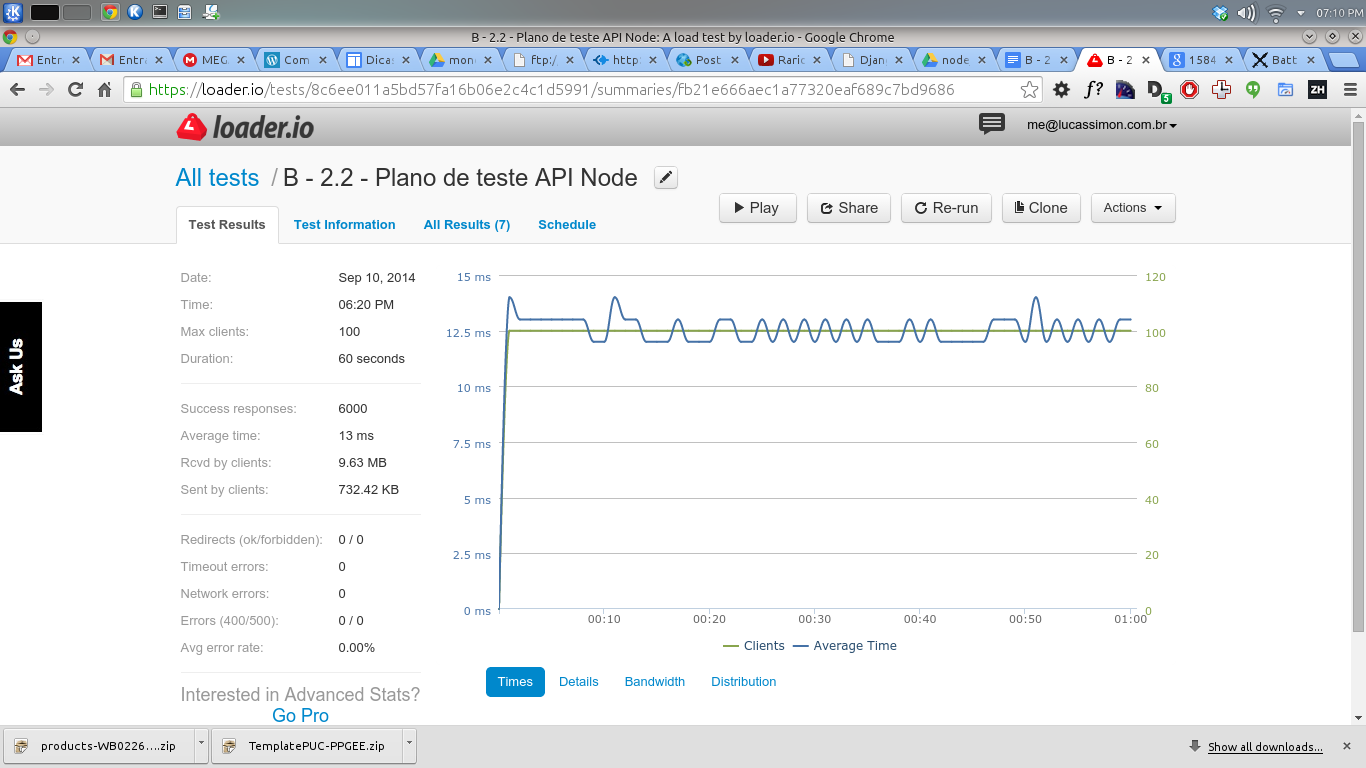 07:10 PM
B - 2.2 - Plano de teste API Node: A load test by loader.io - Google Chrome
Entr Entr MEG Com Dica mon ftp:/ http: Post Raric Djan node B - 2 B - 2 1584 Batt
https://loader.io/tests/8c6ee011a5bd57fa16b06e2c4c1d5991/summaries/fb21e666aec1a77320eaf689c7bd9686
ƒ? D 5 ZH
loader.io me@lucassimon.com.br
All tests / B - 2.2 - Plano de teste API Node
Play Share Re-run Clone Actions
Test Results Test Information All Results (7) Schedule
Ask Us
Date: Sep 10, 2014
Time: 06:20 PM
Max clients: 100
Duration: 60 seconds
Success responses: 6000
Average time: 13 ms
Rcvd by clients: 9.63 MB
Sent by clients: 732.42 KB
Redirects (ok/forbidden): 0 / 0
Timeout errors: 0
Network errors: 0
Errors (400/500): 0 / 0
Avg error rate: 0.00%
Interested in Advanced Stats?
Go Pro
15 ms 120
12.5 ms 100
10 ms 80
7.5 ms 60
5 ms 40
2.5 ms 20
0 ms 0
00:10 00:20 00:30 00:40 00:50 01:00
Clients Average Time
Times Details Bandwidth Distribution
products-WB0226....zip TemplatePUC-PPGEE.zip Show all downloads...